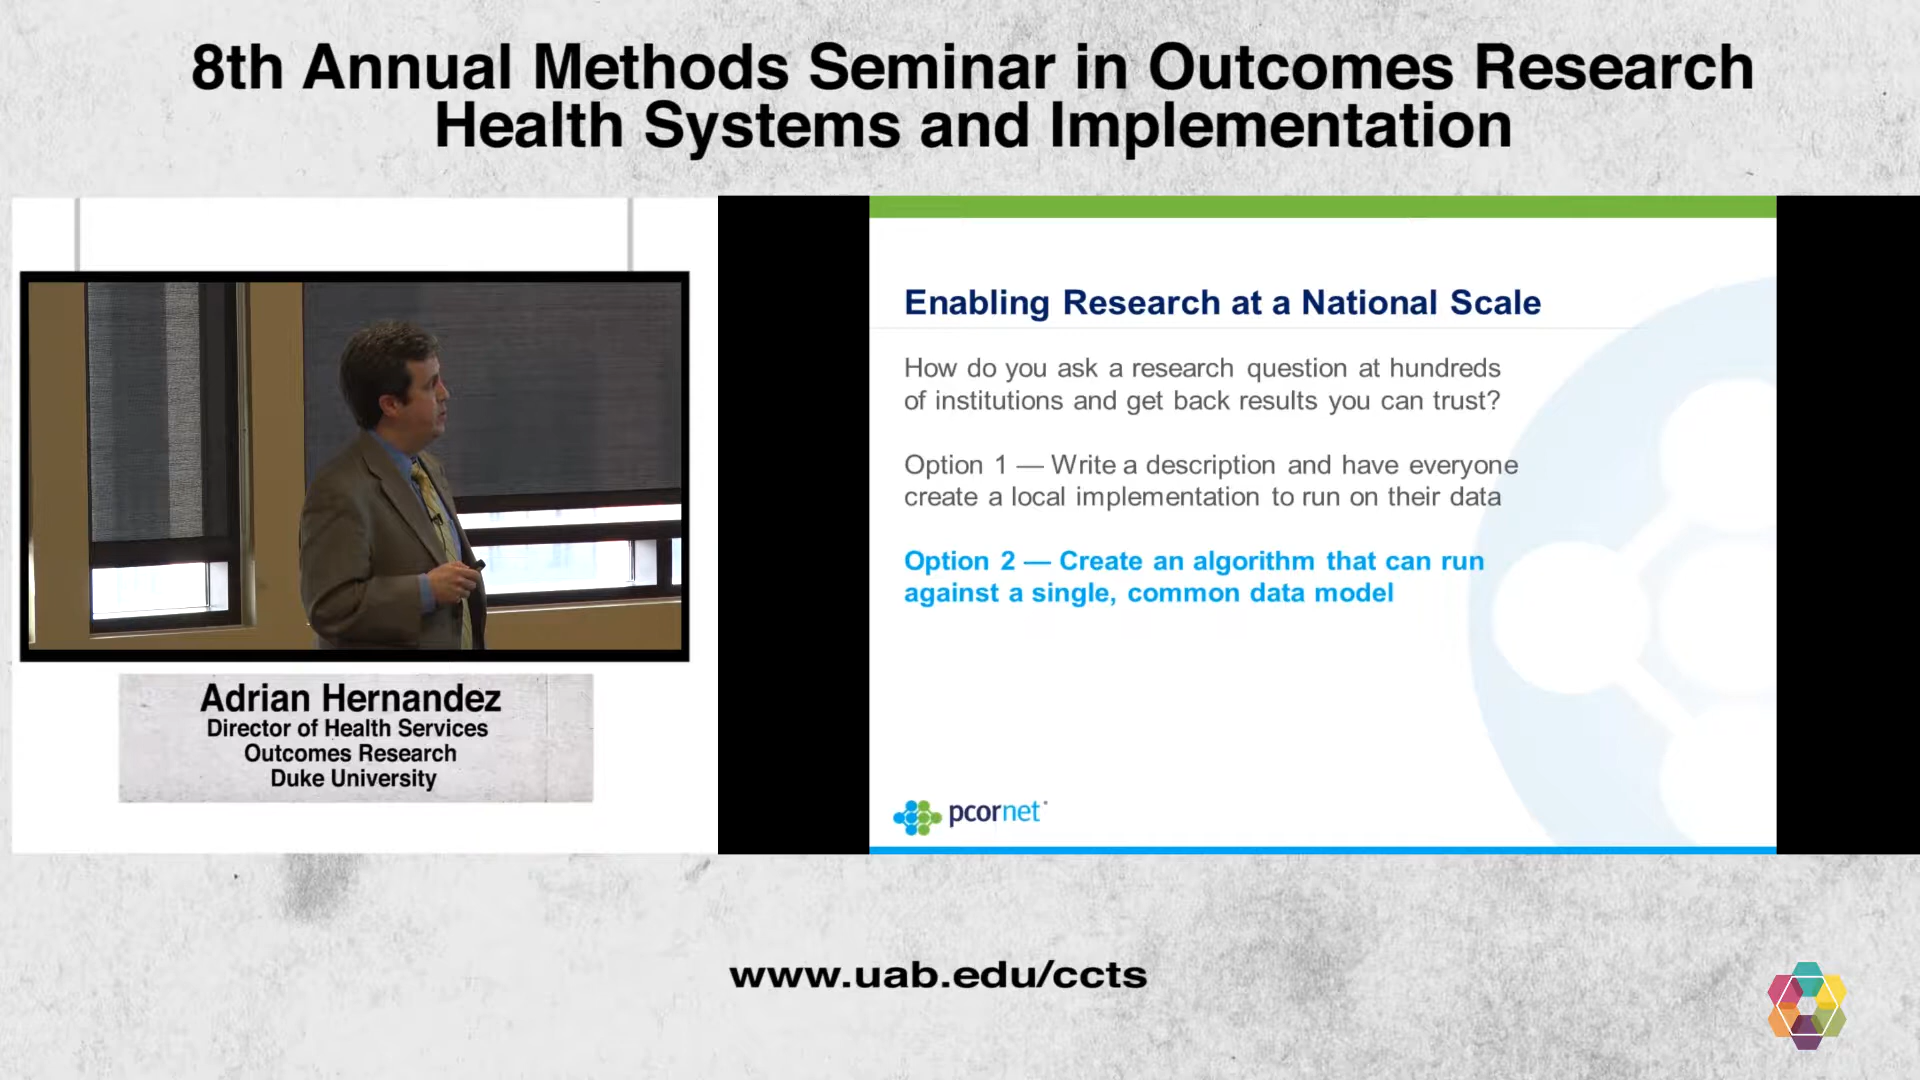 8th Annual Methods Seminar in Outcomes Research
Health Systems and Implementation
Adrian Hernandez
Director of Health Services
Outcomes Research
Duke University
Enabling Research at a National Scale
How do you ask a research question at hundreds
of institutions and get back results you can trust?
Option 1 — Write a description and have everyone
create a local implementation to run on their data
Option 2 — Create an algorithm that can run
against a single, common data model
pcornet
www.uab.edu/ccts